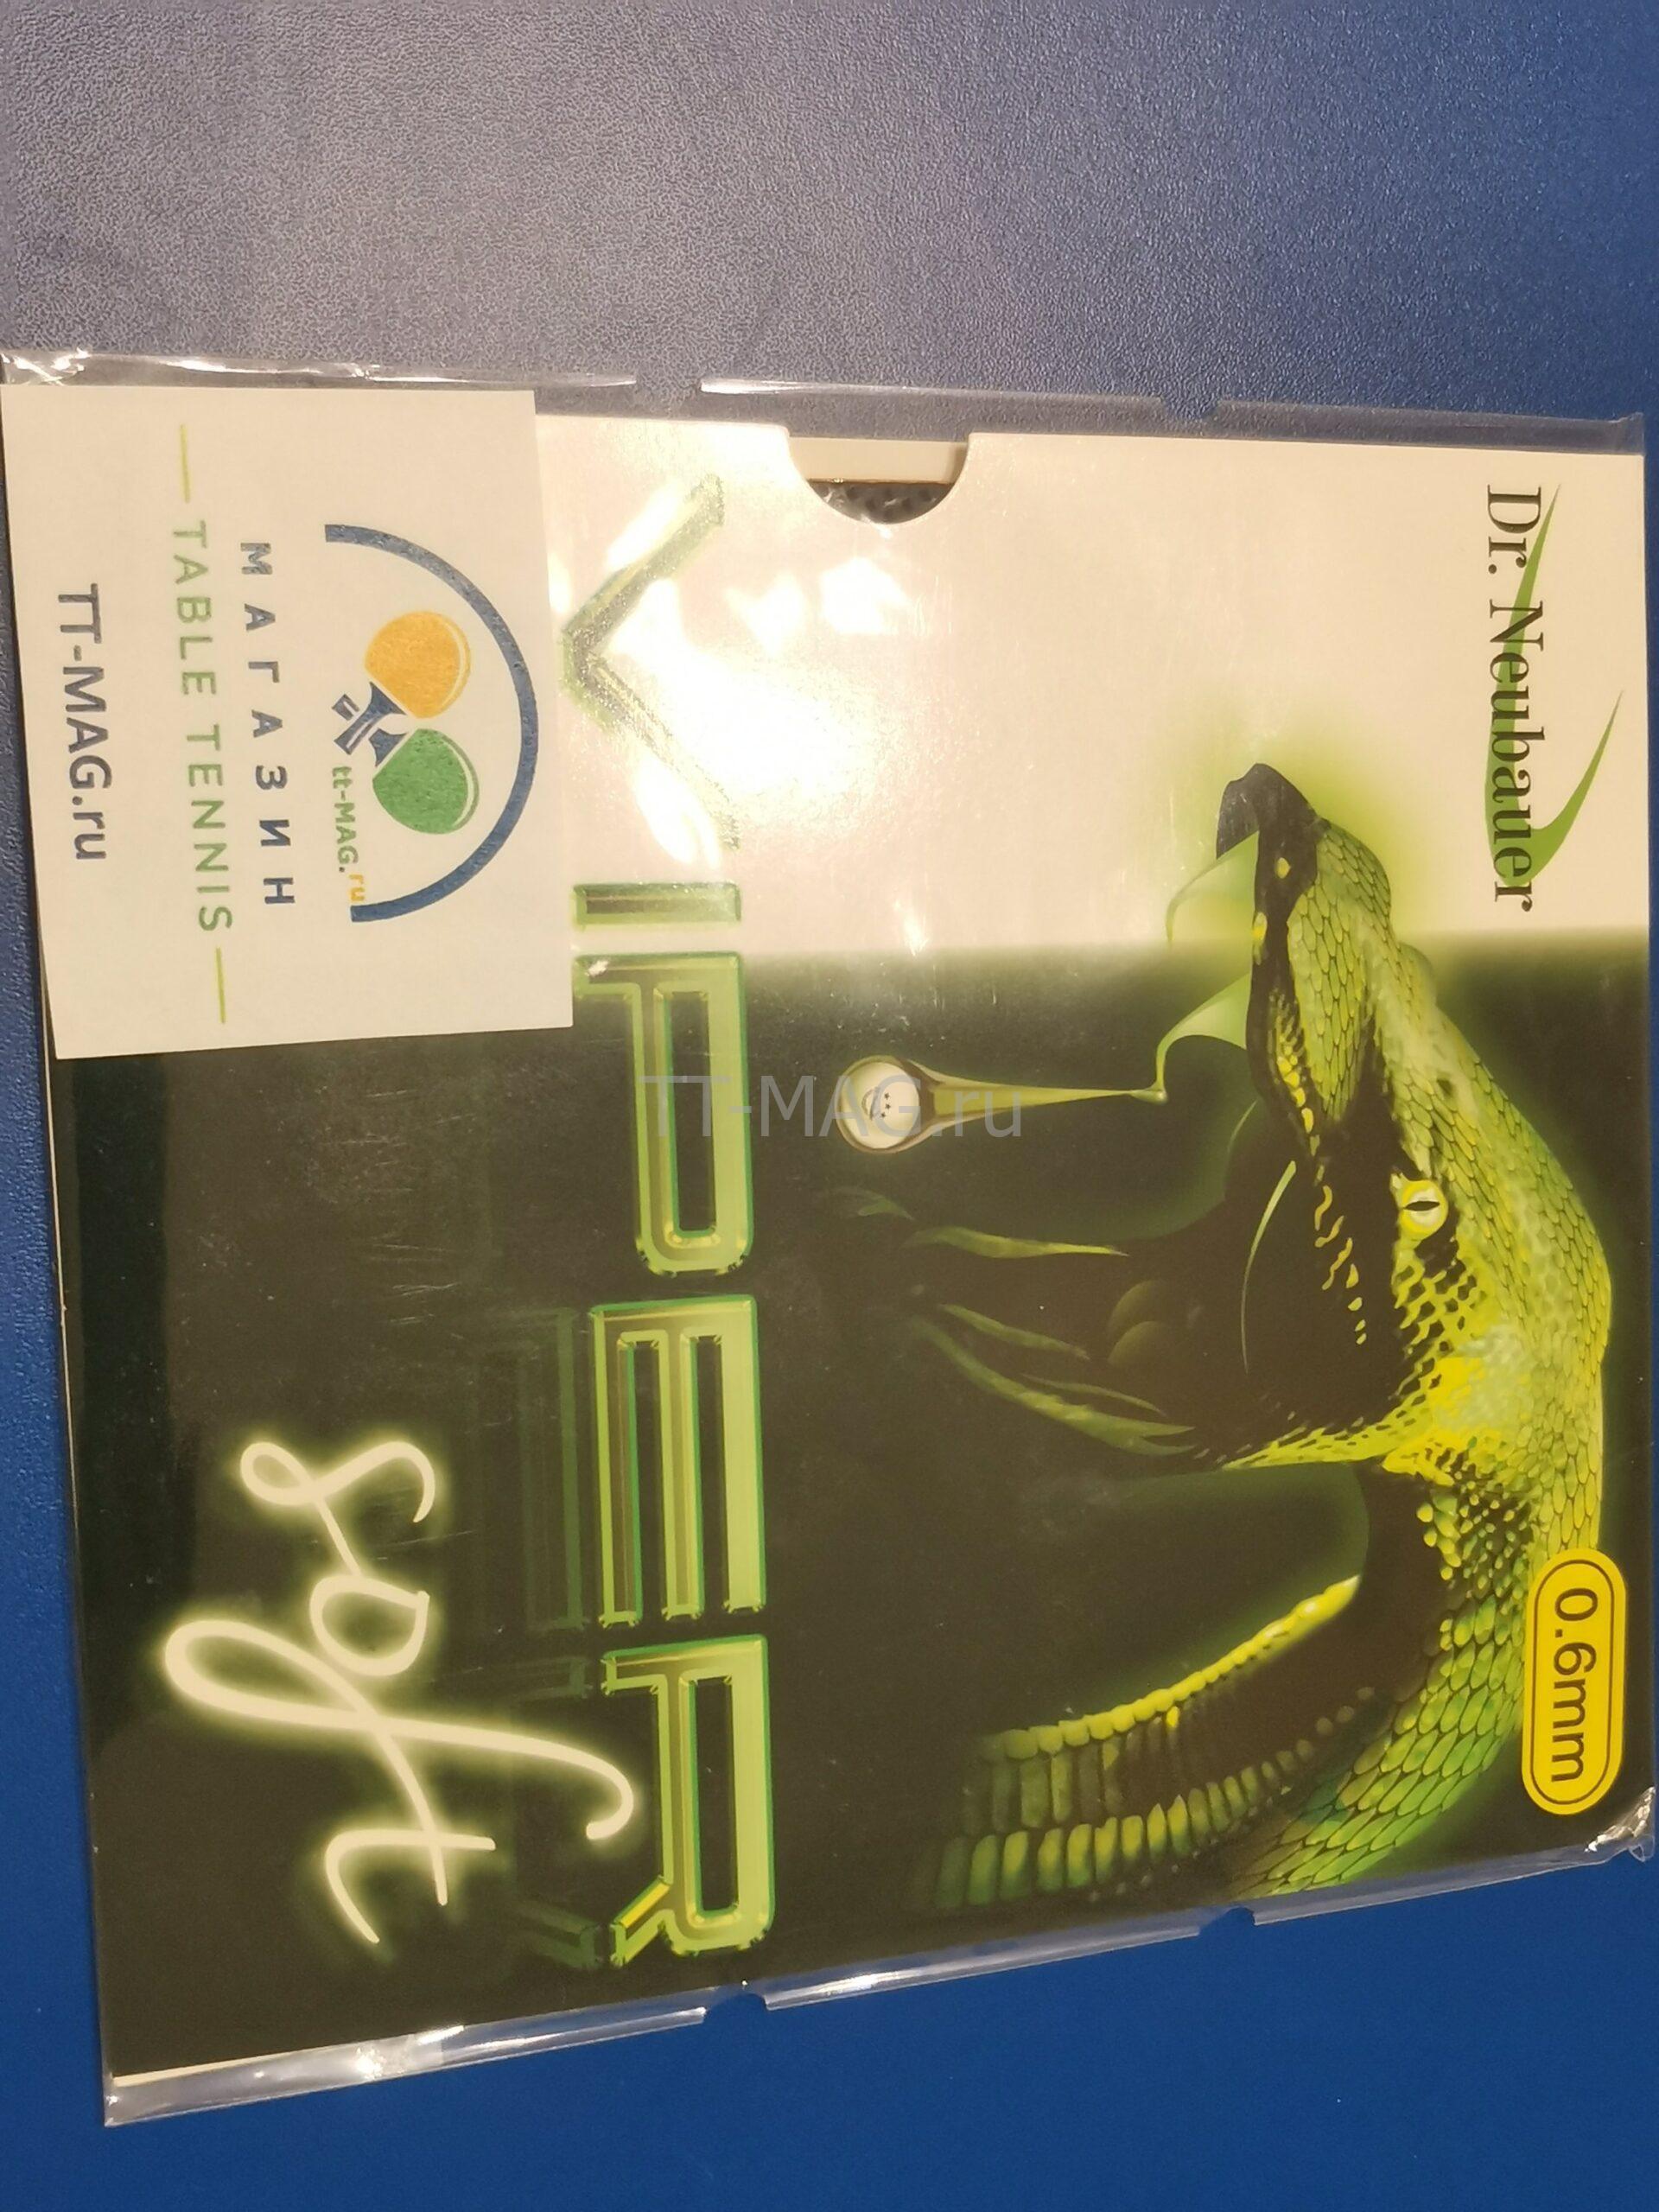 Dr. Neubauer
0.6mm
VIPER
soft
tt-MAG.ru
МАГАЗИН
TABLE TENNIS
TT-MAG.ru
TT-MAG.ru